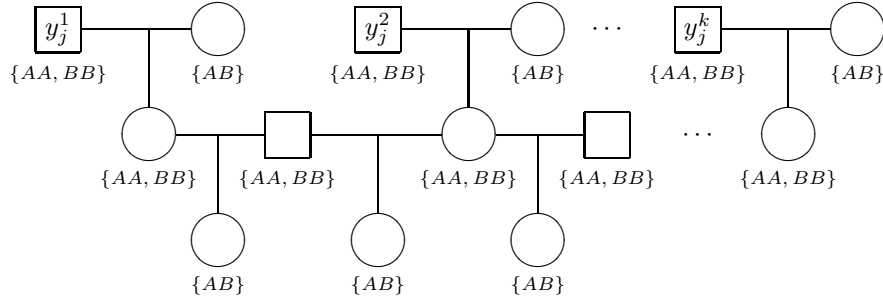 $y_j^1$ $y_j^2$ ··· $y_j^k$
{AA, BB} {AB} {AA, BB} {AB} {AA, BB} {AB}
···
{AA, BB} {AA, BB} {AA, BB} {AA, BB} {AA, BB}
{AB} {AB} {AB}